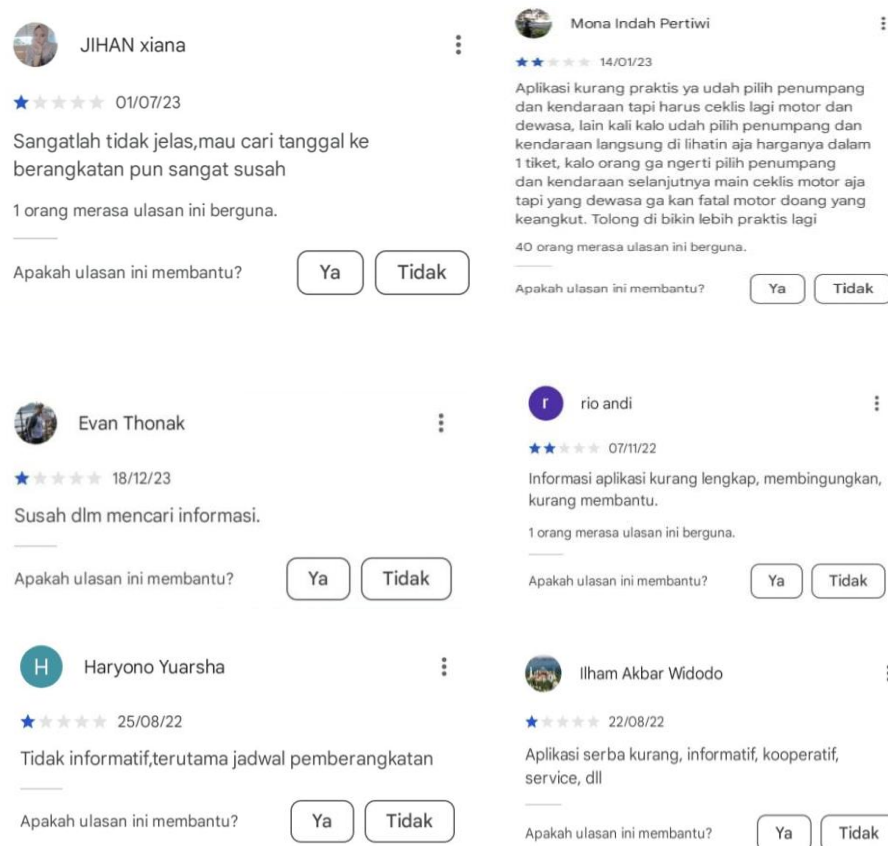 JIHAN xiana
01/07/23
Sangatlah tidak jelas,mau cari tanggal ke
berangkatan pun sangat susah
1 orang merasa ulasan ini berguna.
Apakah ulasan ini membantu?
Ya
Tidak
Mona Indah Pertiwi
14/01/23
Aplikasi kurang praktis ya udah pilih penumpang
dan kendaraan tapi harus ceklis lagi motor dan
dewasa, lain kali kalo udah pilih penumpang dan
kendaraan langsung di lihatin aja harganya dalam
1 tiket, kalo orang ga ngerti pilih penumpang
dan kendaraan selanjutnya main ceklis motor aja
tapi yang dewasa ga kan fatal motor doang yang
keangkut. Tolong di bikin lebih praktis lagi
40 orang merasa ulasan ini berguna.
Apakah ulasan ini membantu?
Ya
Tidak
Evan Thonak
18/12/23
Susah dlm mencari informasi.
Apakah ulasan ini membantu?
Ya
Tidak
r
rio andi
07/11/22
Informasi aplikasi kurang lengkap, membingungkan,
kurang membantu.
1 orang merasa ulasan ini berguna.
Apakah ulasan ini membantu?
Ya
Tidak
H
Haryono Yuarsha
25/08/22
Tidak informatif,terutama jadwal pemberangkatan
Apakah ulasan ini membantu?
Ya
Tidak
Ilham Akbar Widodo
22/08/22
Aplikasi serba kurang, informatif, kooperatif,
service, dll
Apakah ulasan ini membantu?
Ya
Tidak